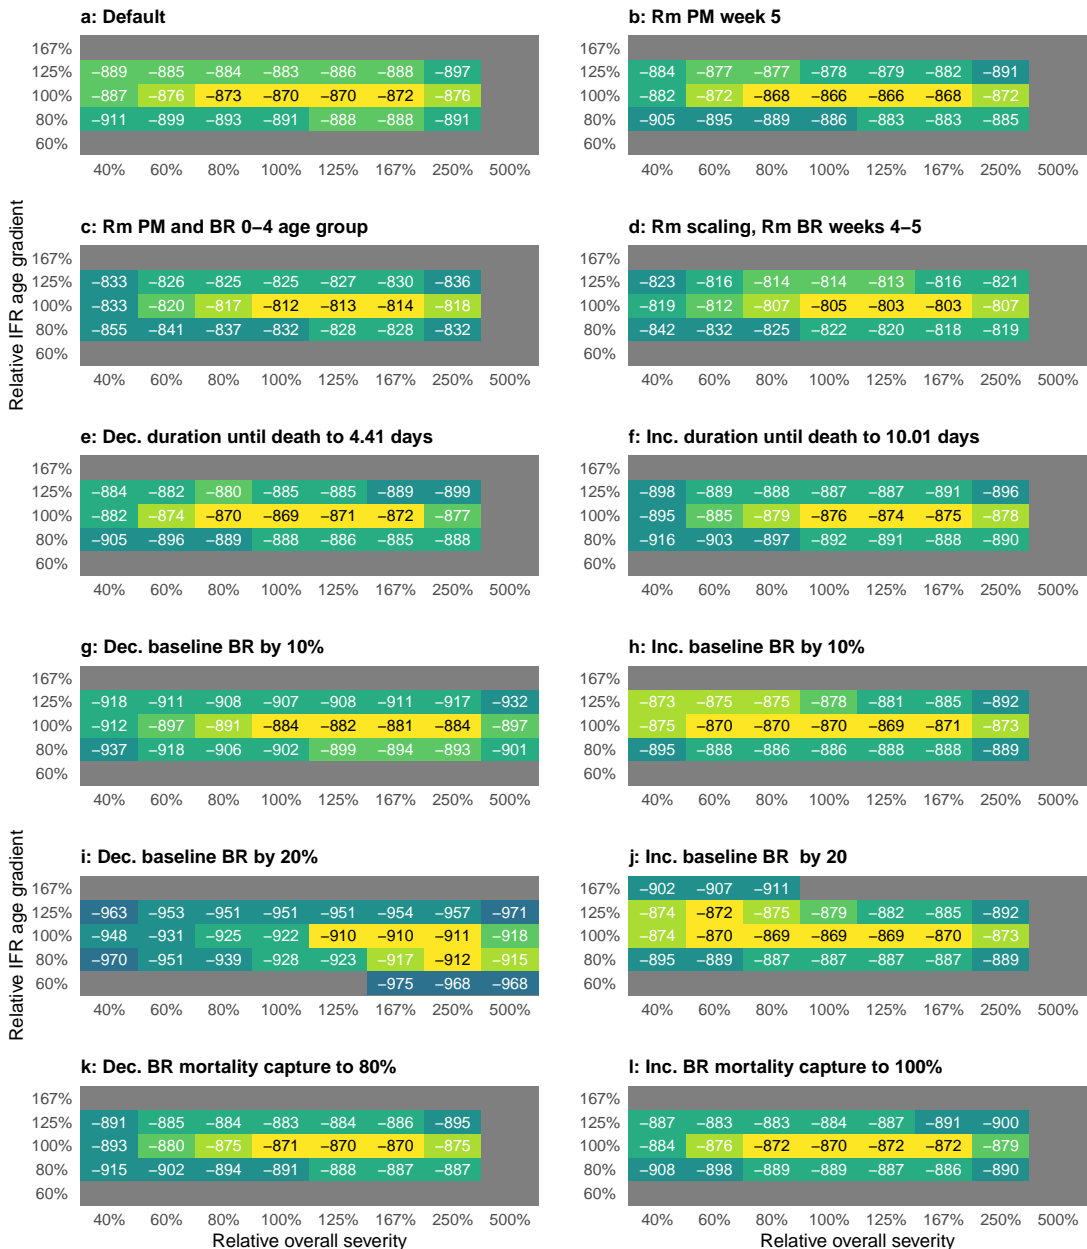 a: Default
167%
125% −889 −885 −884 −883 −886 −888 −897
100% −887 −876 −873 −870 −870 −872 −876
80% −911 −899 −893 −891 −888 −888 −891
60%
40% 60% 80% 100% 125% 167% 250% 500%
b: Rm PM week 5
−884 −877 −877 −878 −879 −882 −891
−882 −872 −868 −866 −866 −868 −872
−905 −895 −889 −886 −883 −883 −885
40% 60% 80% 100% 125% 167% 250% 500%
Relative IFR age gradient
c: Rm PM and BR 0−4 age group
167%
125% −833 −826 −825 −825 −827 −830 −836
100% −833 −820 −817 −812 −813 −814 −818
80% −855 −841 −837 −832 −828 −828 −832
60%
40% 60% 80% 100% 125% 167% 250% 500%
d: Rm scaling, Rm BR weeks 4−5
167%
125% −823 −816 −814 −814 −813 −816 −821
100% −819 −812 −807 −805 −803 −803 −807
80% −842 −832 −825 −822 −820 −818 −819
60%
40% 60% 80% 100% 125% 167% 250% 500%
e: Dec. duration until death to 4.41 days
167%
125% −884 −882 −880 −885 −885 −889 −899
100% −882 −874 −870 −869 −871 −872 −877
80% −905 −896 −889 −888 −886 −885 −888
60%
40% 60% 80% 100% 125% 167% 250% 500%
f: Inc. duration until death to 10.01 days
167%
125% −898 −889 −888 −887 −887 −891 −896
100% −895 −885 −879 −876 −874 −875 −878
80% −916 −903 −897 −892 −891 −888 −890
60%
40% 60% 80% 100% 125% 167% 250% 500%
g: Dec. baseline BR by 10%
167%
125% −918 −911 −908 −907 −908 −911 −917 −932
100% −912 −897 −891 −884 −882 −881 −884 −897
80% −937 −918 −906 −902 −899 −894 −893 −901
60%
40% 60% 80% 100% 125% 167% 250% 500%
h: Inc. baseline BR by 10%
167%
125% −873 −875 −875 −878 −881 −885 −892
100% −875 −870 −870 −870 −869 −871 −873
80% −895 −888 −886 −886 −888 −888 −889
60%
40% 60% 80% 100% 125% 167% 250% 500%
Relative IFR age gradient
i: Dec. baseline BR by 20%
167%
125% −963 −953 −951 −951 −951 −954 −957 −971
100% −948 −931 −925 −922 −910 −910 −911 −918
80% −970 −951 −939 −928 −923 −917 −912 −915
60% −975 −968 −968
40% 60% 80% 100% 125% 167% 250% 500%
j: Inc. baseline BR by 20
167% −902 −907 −911
125% −874 −872 −875 −879 −882 −885 −892
100% −874 −870 −869 −869 −869 −870 −873
80% −895 −889 −887 −887 −887 −887 −889
60%
40% 60% 80% 100% 125% 167% 250% 500%
k: Dec. BR mortality capture to 80%
167%
125% −891 −885 −884 −883 −884 −886 −895
100% −893 −880 −875 −871 −870 −870 −875
80% −915 −902 −894 −891 −888 −887 −887
60%
40% 60% 80% 100% 125% 167% 250% 500%
Relative overall severity
l: Inc. BR mortality capture to 100%
167%
125% −887 −883 −883 −884 −887 −891 −900
100% −884 −876 −872 −870 −872 −872 −879
80% −908 −898 −889 −889 −887 −886 −890
60%
40% 60% 80% 100% 125% 167% 250% 500%
Relative overall severity